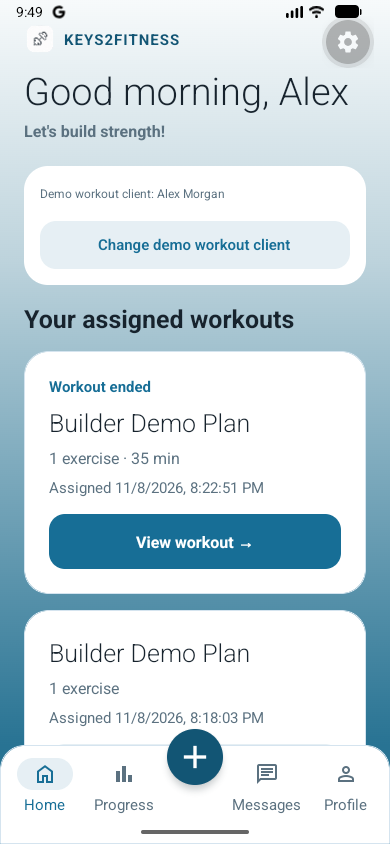 9:49
KEYS2FITNESS
Good morning, Alex
Let's build strength!
Demo workout client: Alex Morgan
Change demo workout client
Your assigned workouts
Workout ended
Builder Demo Plan
1 exercise · 35 min
Assigned 11/8/2026, 8:22:51 PM
View workout →
Builder Demo Plan
1 exercise
Assigned 11/8/2026, 8:18:03 PM
Home
Progress
Messages
Profile